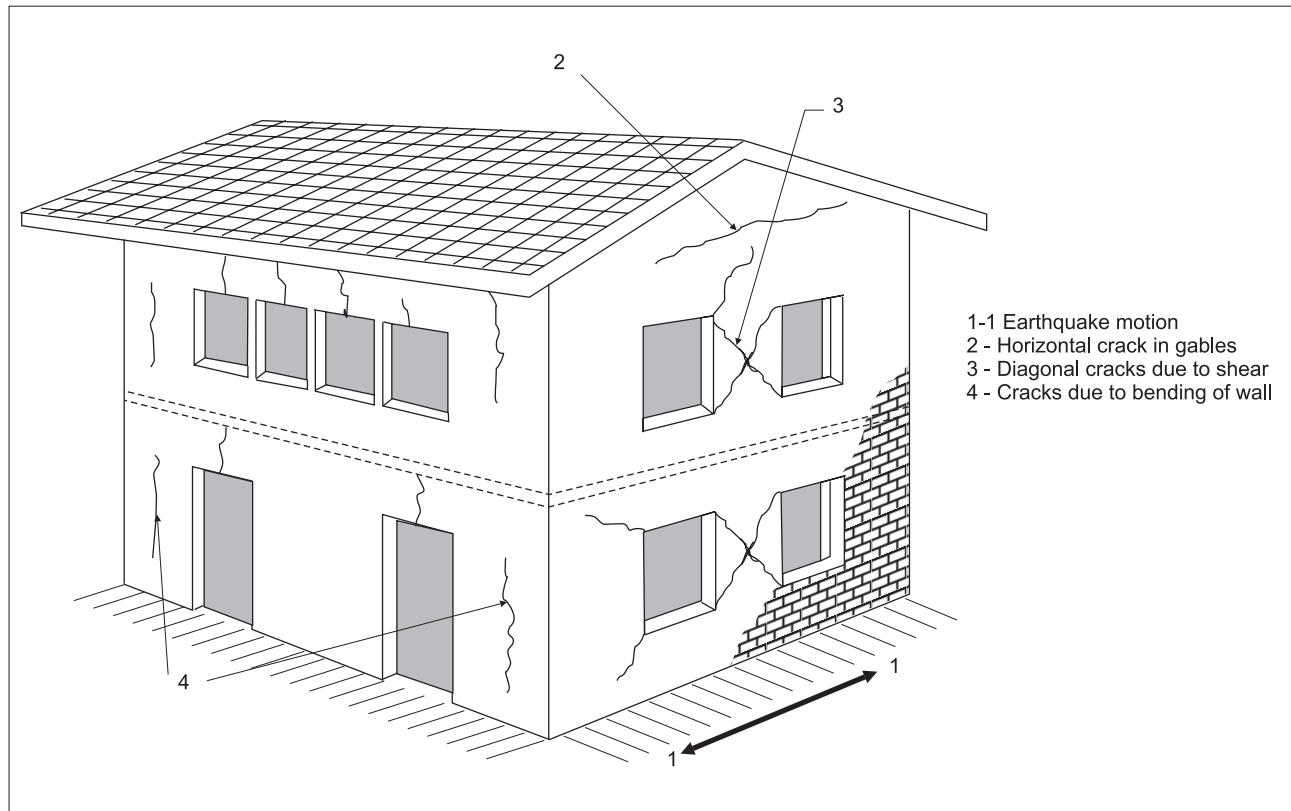 2
3
1-1 Earthquake motion
2 - Horizontal crack in gables
3 - Diagonal cracks due to shear
4 - Cracks due to bending of wall
4
1
1